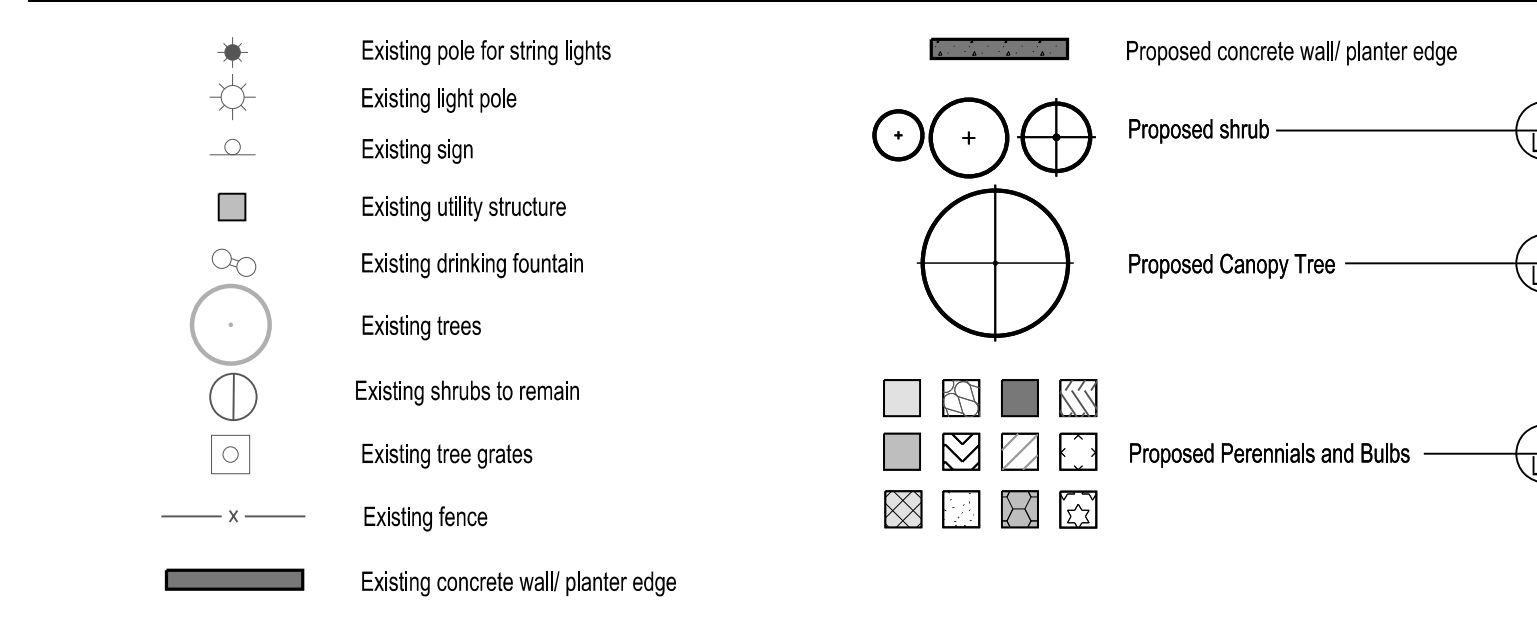 Existing pole for string lights
Existing light pole
Existing sign
Existing utility structure
Existing drinking fountain
Existing trees
Existing shrubs to remain
Existing tree grates
x Existing fence
Existing concrete wall/ planter edge
Proposed concrete wall/ planter edge
Proposed shrub
Proposed Canopy Tree
Proposed Perennials and Bulbs